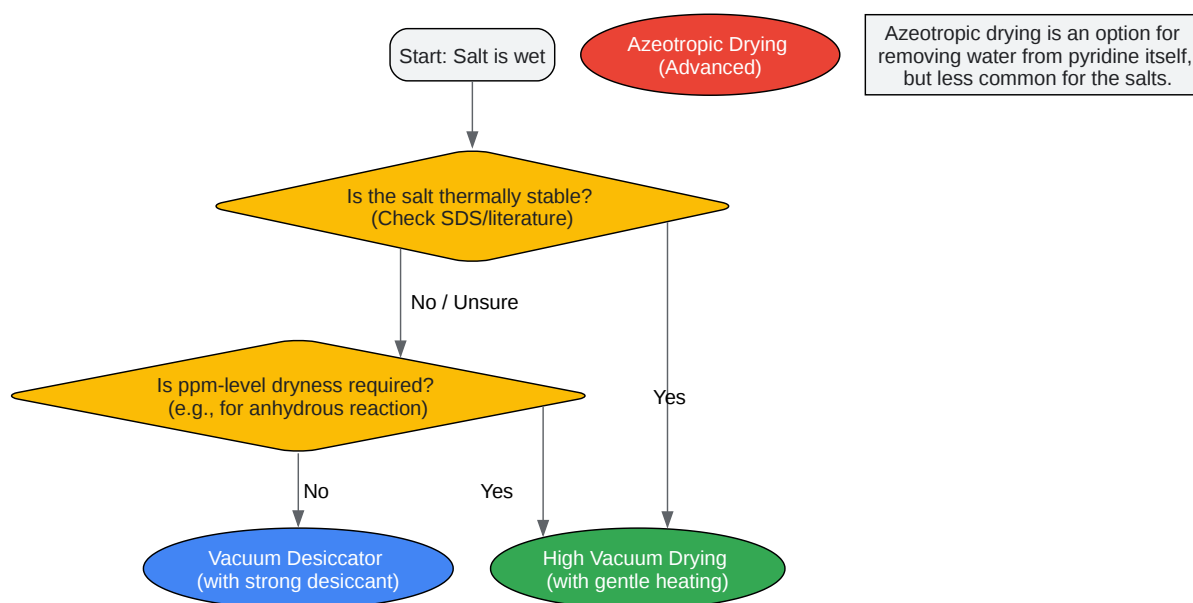 Start: Salt is wet
Azeotropic Drying
(Advanced)
Azeotropic drying is an option for
removing water from pyridine itself,
but less common for the salts.
Is the salt thermally stable?
(Check SDS/literature)
No / Unsure
Is ppm-level dryness required?
(e.g., for anhydrous reaction)
Yes
No
Yes
Vacuum Desiccator
(with strong desiccant)
High Vacuum Drying
(with gentle heating)